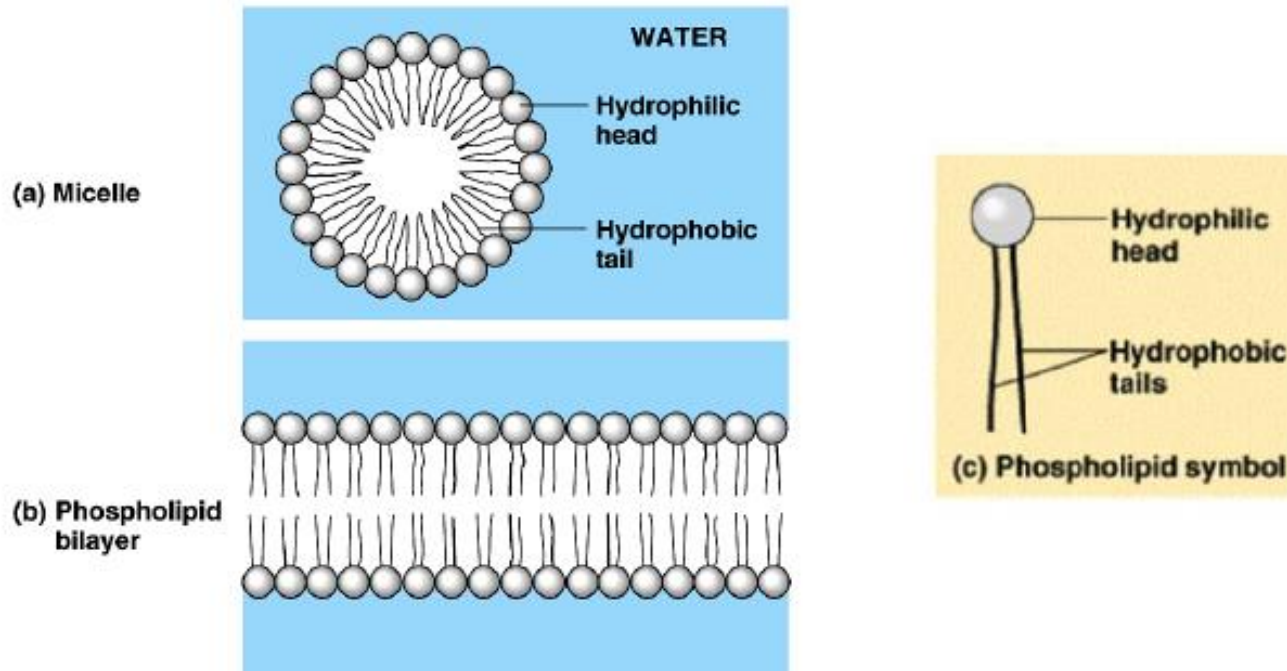 WATER
Hydrophilic
head
(a) Micelle
Hydrophobic
tail
(b) Phospholipid
bilayer
Hydrophilic
head
Hydrophobic
tails
(c) Phospholipid symbol